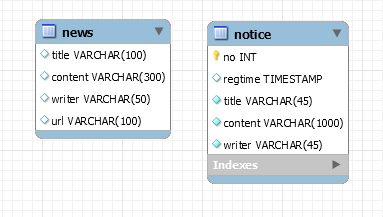 news
title VARCHAR(100)
content VARCHAR(300)
writer VARCHAR(50)
url VARCHAR(100)
notice
no INT
regtime TIMESTAMP
title VARCHAR(45)
content VARCHAR(1000)
writer VARCHAR(45)
Indexes